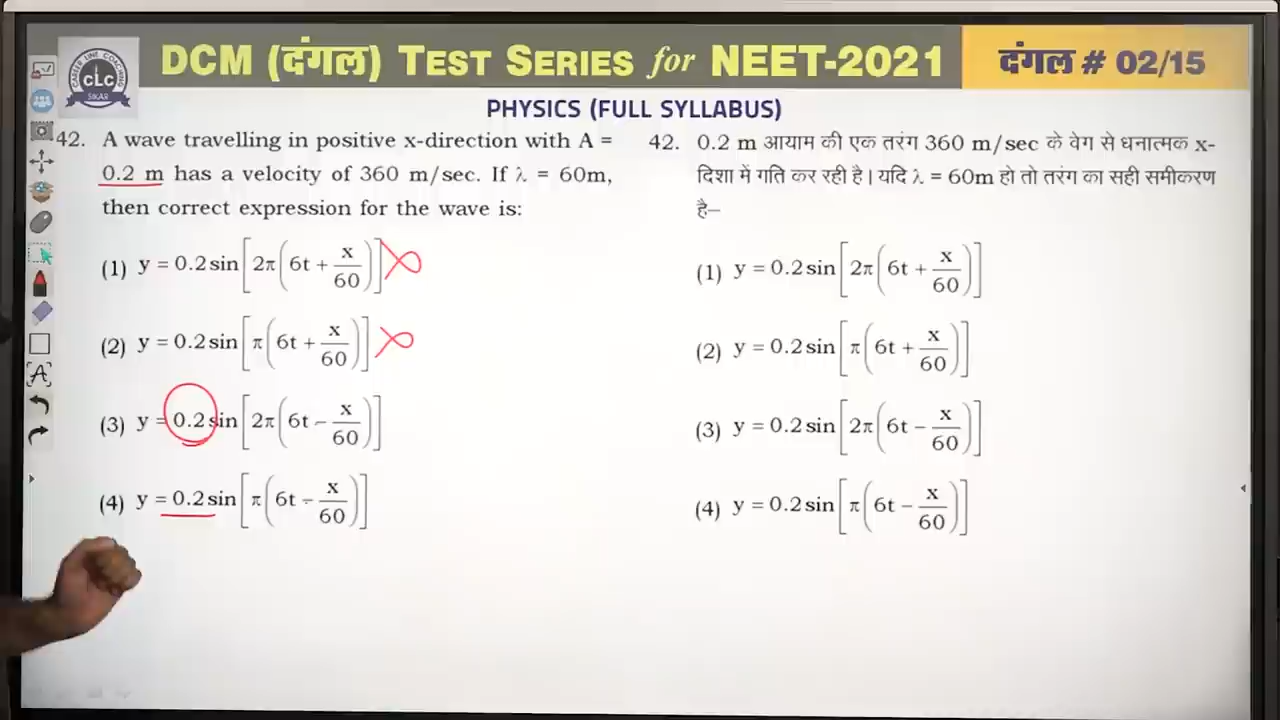 DCM (दंगल) TEST SERIES for NEET-2021
दंगल # 02/15
CAREER LINE COACHING
CLC
SIKAR
PHYSICS (FULL SYLLABUS)
42. A wave travelling in positive x-direction with A =
0.2 m has a velocity of 360 m/sec. If λ = 60m,
then correct expression for the wave is:
(1) y = 0.2 sin[2π(6t + x/60)]
(2) y = 0.2 sin[π(6t + x/60)]
(3) y = 0.2 sin[2π(6t − x/60)]
(4) y = 0.2 sin[π(6t − x/60)]
42. 0.2 m आयाम की एक तरंग 360 m/sec के वेग से धनात्मक x-
दिशा में गति कर रही है। यदि λ = 60m हो तो तरंग का सही समीकरण
है–
(1) y = 0.2 sin[2π(6t + x/60)]
(2) y = 0.2 sin[π(6t + x/60)]
(3) y = 0.2 sin[2π(6t − x/60)]
(4) y = 0.2 sin[π(6t − x/60)]